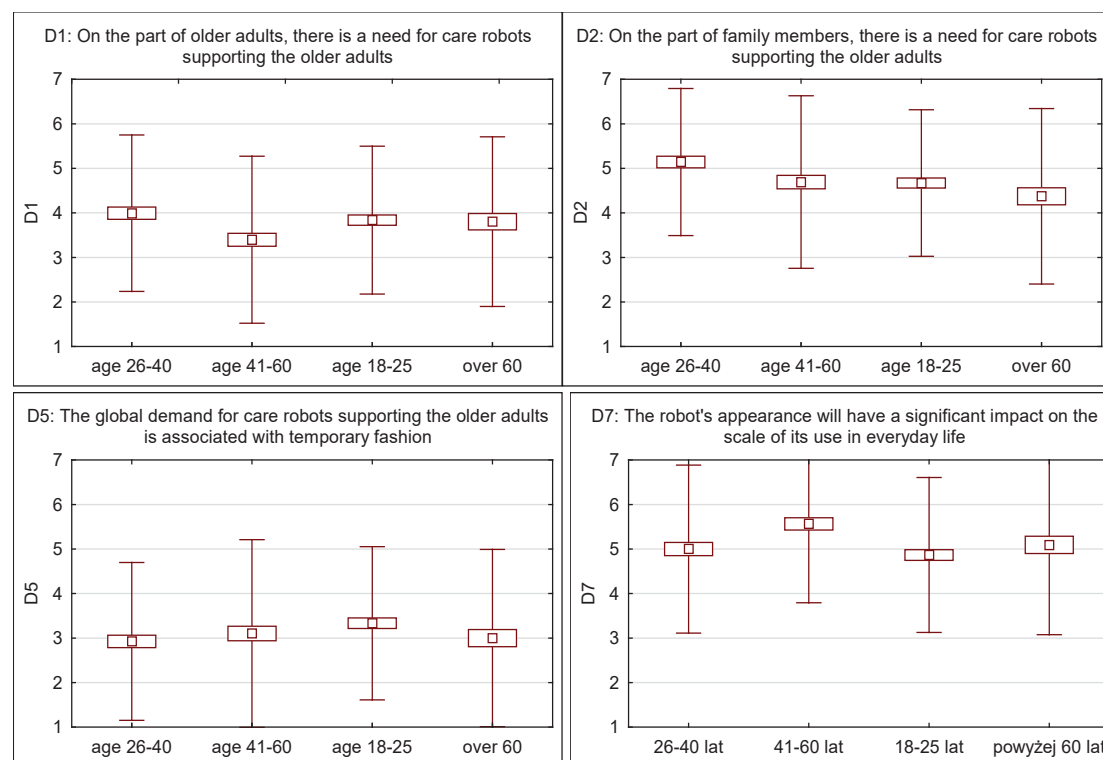 D1: On the part of older adults, there is a need for care robots
supporting the older adults
7
6
5
4
3
2
1
D1
age 26-40 age 41-60 age 18-25 over 60
D2: On the part of family members, there is a need for care robots
supporting the older adults
7
6
5
4
3
2
1
D2
age 26-40 age 41-60 age 18-25 over 60
D5: The global demand for care robots supporting the older adults
is associated with temporary fashion
7
6
5
4
3
2
1
D5
age 26-40 age 41-60 age 18-25 over 60
D7: The robot's appearance will have a significant impact on the
scale of its use in everyday life
7
6
5
4
3
2
1
D7
26-40 lat 41-60 lat 18-25 lat powyżej 60 lat